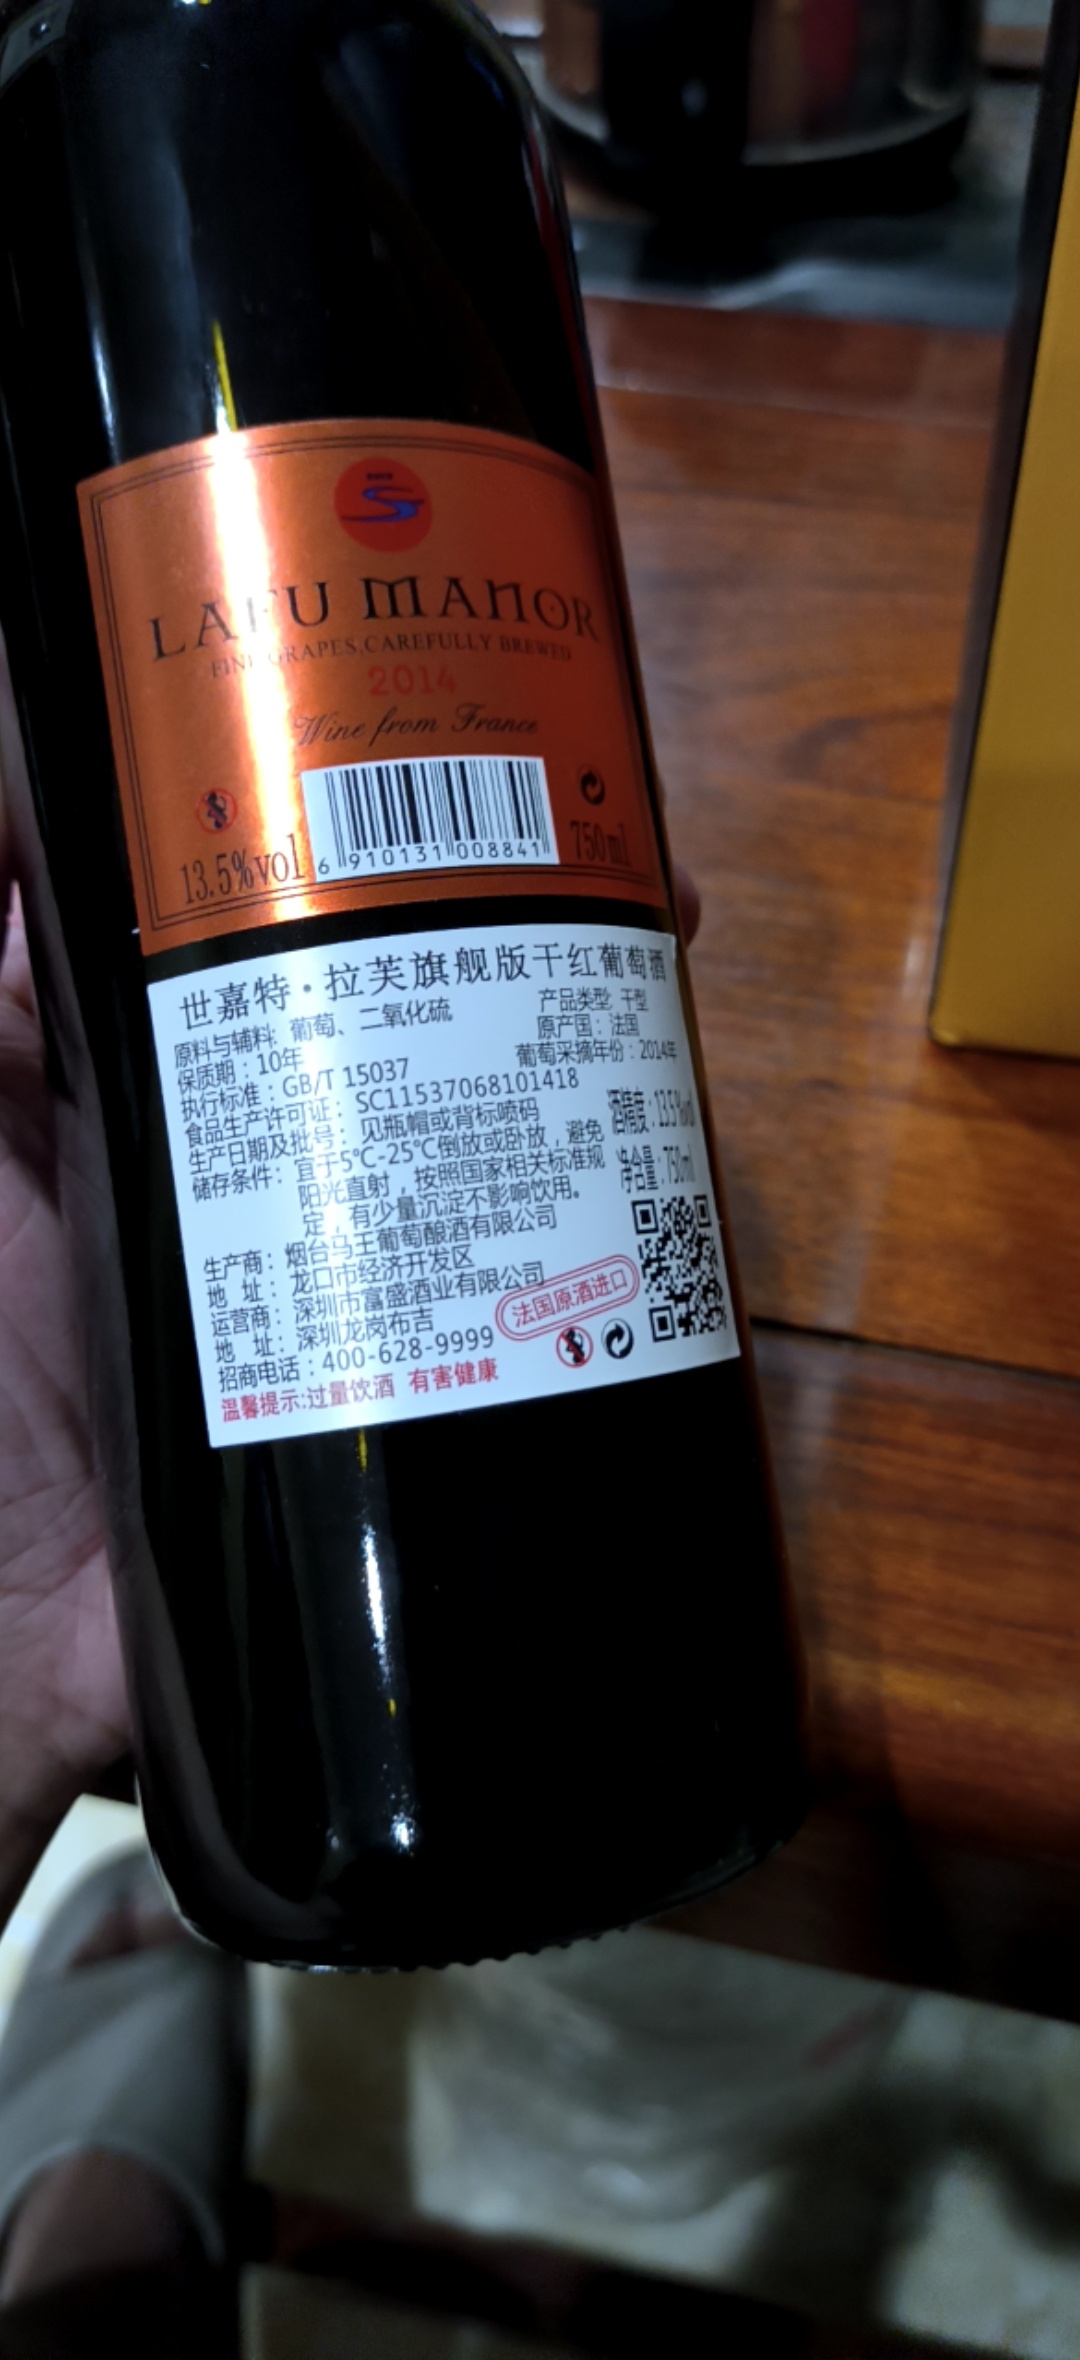 LAFU MANOR
FINE GRAPES,CAREFULLY BREWED
2014
Wine from France
13.5%vol
6 910131 008841
750ml
世嘉特·拉芙旗舰版干红葡萄酒
原料与辅料: 葡萄、二氧化硫
产品类型: 干型
保质期: 10年
原产国: 法国
执行标准: GB/T 15037
葡萄采摘年份: 2014年
食品生产许可证: SC11537068101418
生产日期及批号: 见瓶帽或背标喷码
酒精度: 13.5%vol
储存条件: 宜于5℃-25℃倒放或卧放，避免
阳光直射，按照国家相关标准规
定，有少量沉淀不影响饮用。
净含量: 750ml
生产商: 烟台马王葡萄酿酒有限公司
地 址: 龙口市经济开发区
运营商: 深圳市富盛酒业有限公司
地 址: 深圳龙岗布吉
法国原酒进口
招商电话: 400-628-9999
温馨提示:过量饮酒 有害健康